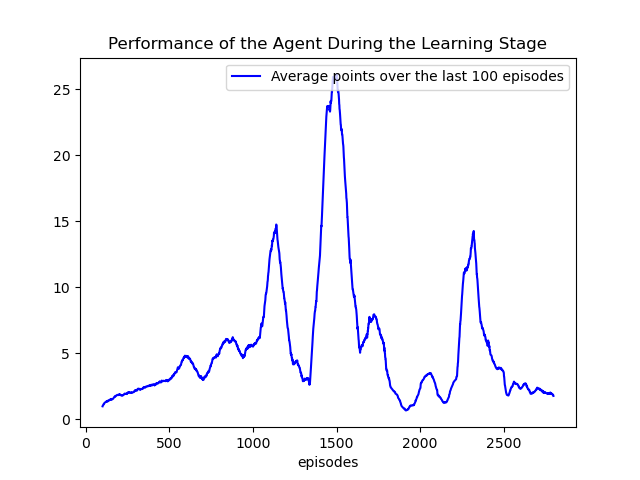 Performance of the Agent During the Learning Stage
Average points over the last 100 episodes
25
20
15
10
5
0
0 500 1000 1500 2000 2500
episodes